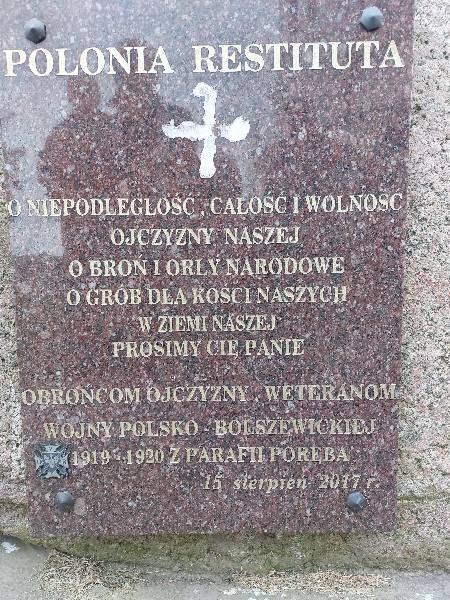 POLONIA RESTITUTA
O NIEPODLEGŁOŚĆ, CAŁOŚĆ I WOLNOŚĆ
OJCZYZNY NASZEJ
O BROŃ I ORŁY NARODOWE
O GRÓB DLA KOŚCI NASZYCH
W ZIEMI NASZEJ
PROSIMY CIĘ PANIE
OBROŃCOM OJCZYZNY, WETERANOM
WOJNY POLSKO - BOLSZEWICKIEJ
1919 - 1920 Z PARAFII PORĘBA
15 sierpień 2017 r.